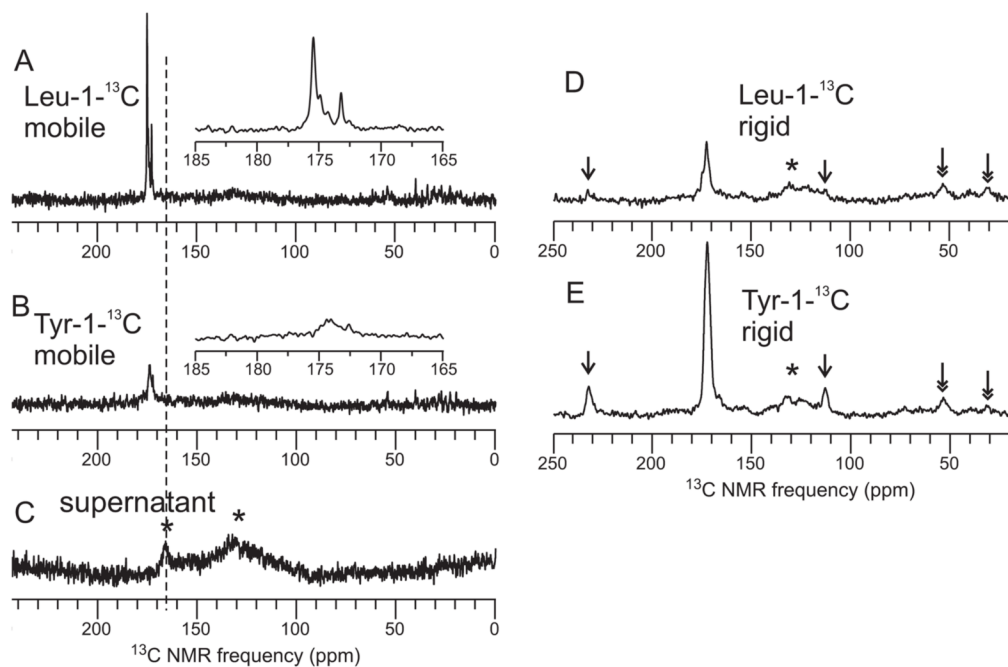 A
Leu-1-¹³C
mobile
185 180 175 170 165
200 150 100 50 0
B
Tyr-1-¹³C
mobile
185 180 175 170 165
200 150 100 50 0
C
supernatant
* *
200 150 100 50 0
¹³C NMR frequency (ppm)
D
Leu-1-¹³C
rigid
*
250 200 150 100 50
E
Tyr-1-¹³C
rigid
*
250 200 150 100 50
¹³C NMR frequency (ppm)